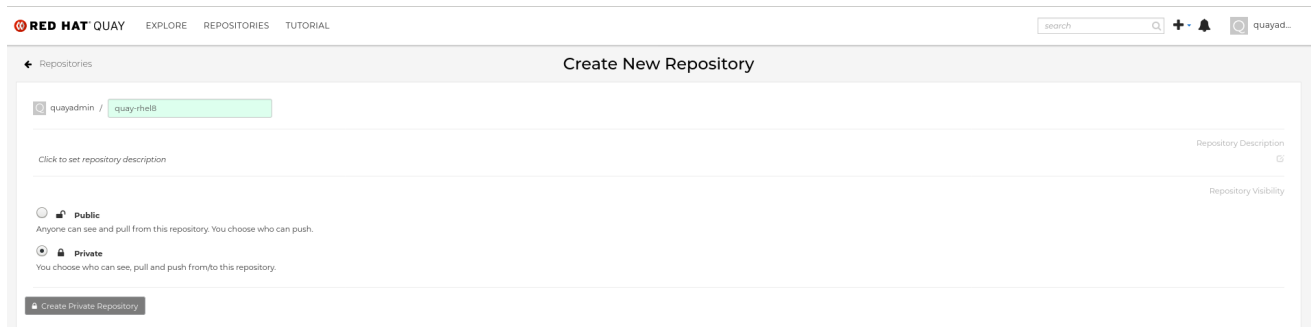 RED HAT QUAY EXPLORE REPOSITORIES TUTORIAL search quayad...
Repositories
Create New Repository
quayadmin / quay-rhel8
Repository Description
Click to set repository description
Repository Visibility
Public
Anyone can see and pull from this repository. You choose who can push.
Private
You choose who can see, pull and push from/to this repository.
Create Private Repository